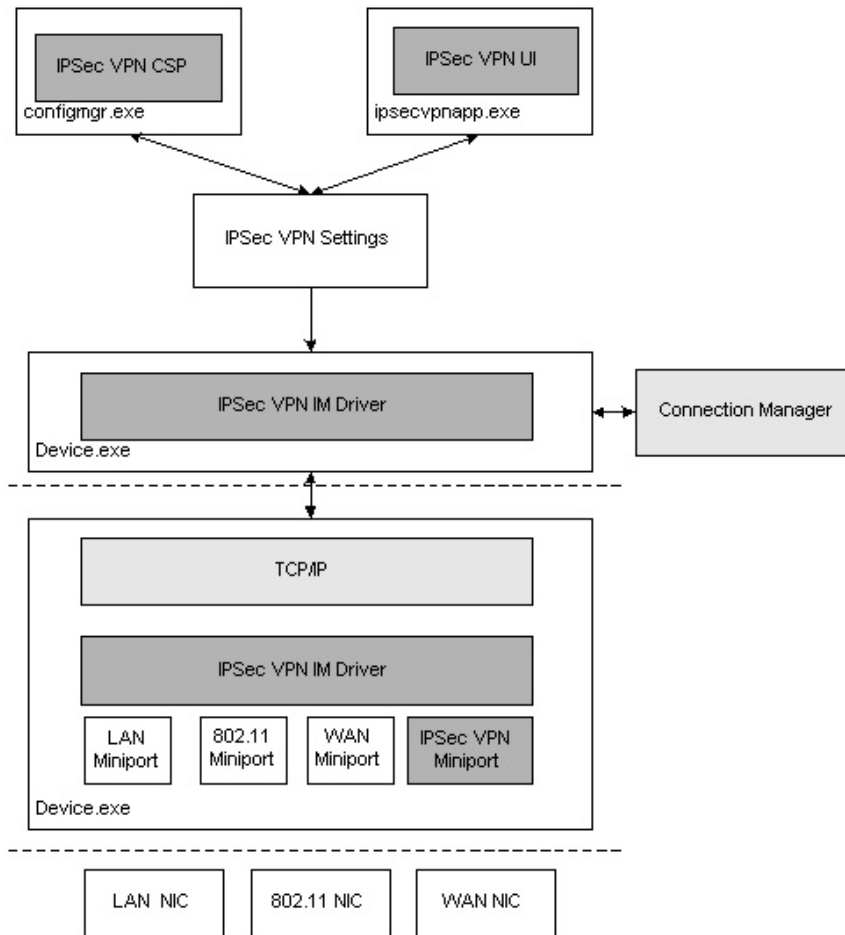 IPSec VPN CSP
configmgr.exe
IPSec VPN UI
ipsecvpnapp.exe
IPSec VPN Settings
IPSec VPN IM Driver
Device.exe
Connection Manager
TCP/IP
IPSec VPN IM Driver
LAN
Miniport
802.11
Miniport
WAN
Miniport
IPSec VPN
Miniport
Device.exe
LAN NIC
802.11 NIC
WAN NIC